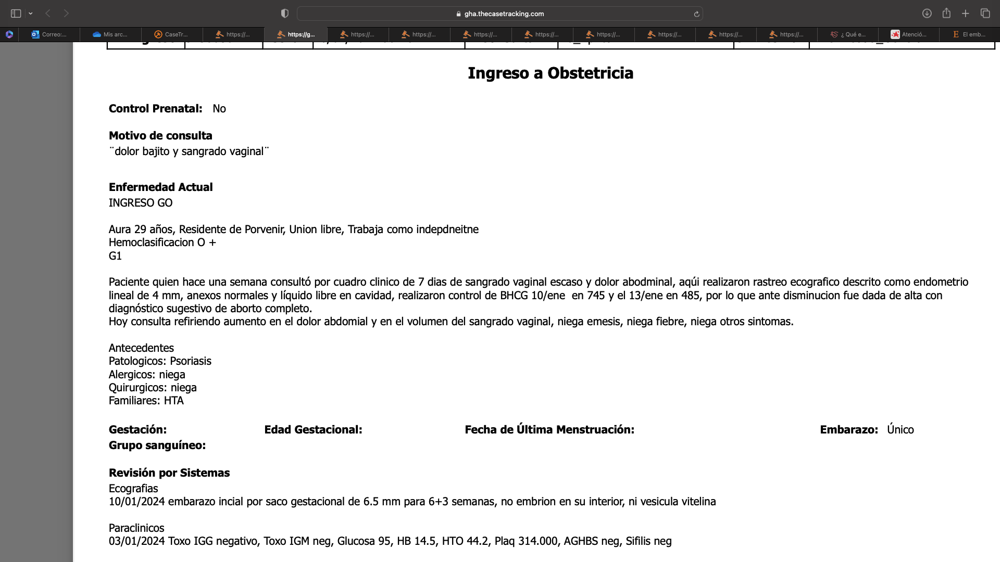 gha.thecasetracking.com
Correo:... Mis arc... CaseTr... https://... https://g... https://... https://... https://... https://... https://... https://... https://... https://... ¿ Qué e... Atenció... El emb...
Ingreso a Obstetricia
Control Prenatal: No
Motivo de consulta
¨dolor bajito y sangrado vaginal¨
Enfermedad Actual
INGRESO GO
Aura 29 años, Residente de Porvenir, Union libre, Trabaja como indepdneitne
Hemoclasificacion O +
G1
Paciente quien hace una semana consultó por cuadro clinico de 7 dias de sangrado vaginal escaso y dolor abodminal, aqúi realizaron rastreo ecografico descrito como endometrio
lineal de 4 mm, anexos normales y líquido libre en cavidad, realizaron control de BHCG 10/ene en 745 y el 13/ene en 485, por lo que ante disminucion fue dada de alta con
diagnóstico sugestivo de aborto completo.
Hoy consulta refiriendo aumento en el dolor abdomial y en el volumen del sangrado vaginal, niega emesis, niega fiebre, niega otros sintomas.
Antecedentes
Patologicos: Psoriasis
Alergicos: niega
Quirurgicos: niega
Familiares: HTA
Gestación: Edad Gestacional: Fecha de Última Menstruación: Embarazo: Único
Grupo sanguíneo:
Revisión por Sistemas
Ecografias
10/01/2024 embarazo incial por saco gestacional de 6.5 mm para 6+3 semanas, no embrion en su interior, ni vesicula vitelina
Paraclinicos
03/01/2024 Toxo IGG negativo, Toxo IGM neg, Glucosa 95, HB 14.5, HTO 44.2, Plaq 314.000, AGHBS neg, Sifilis neg